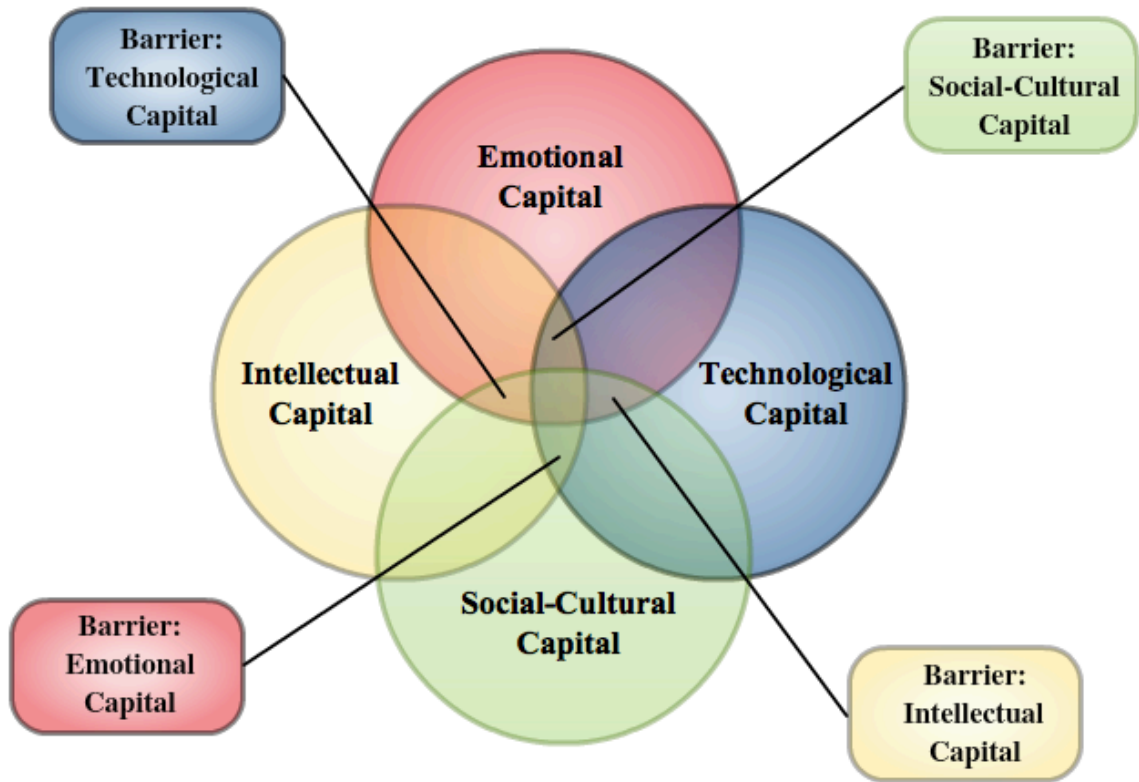 Barrier:
Technological
Capital
Barrier:
Social-Cultural
Capital
Emotional
Capital
Intellectual
Capital
Technological
Capital
Social-Cultural
Capital
Barrier:
Emotional
Capital
Barrier:
Intellectual
Capital